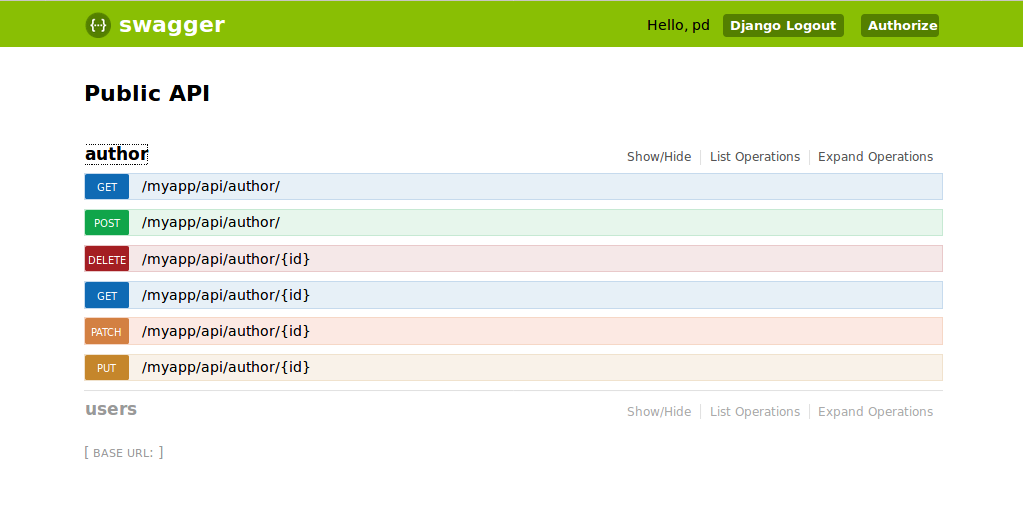 {···} swagger Hello, pd Django Logout Authorize
Public API
author Show/Hide List Operations Expand Operations
GET /myapp/api/author/
POST /myapp/api/author/
DELETE /myapp/api/author/{id}
GET /myapp/api/author/{id}
PATCH /myapp/api/author/{id}
PUT /myapp/api/author/{id}
users Show/Hide List Operations Expand Operations
[ BASE URL: ]